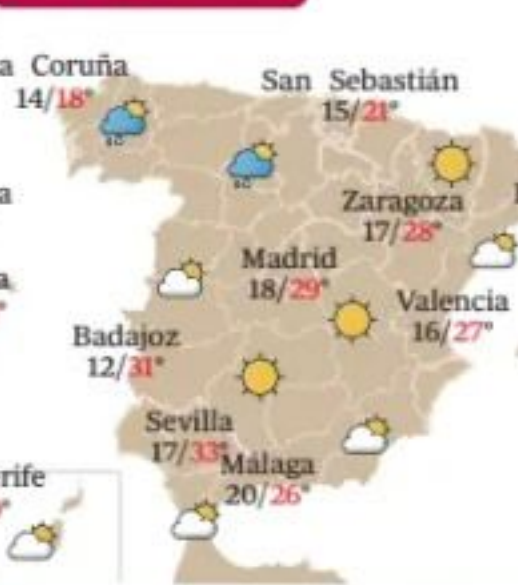 a Coruña
14/18°
San Sebastián
15/21°
a
Zaragoza
17/28°
Madrid
18/29°
a
Valencia
16/27°
Badajoz
12/31°
Sevilla
17/33°
Málaga
20/26°
rife